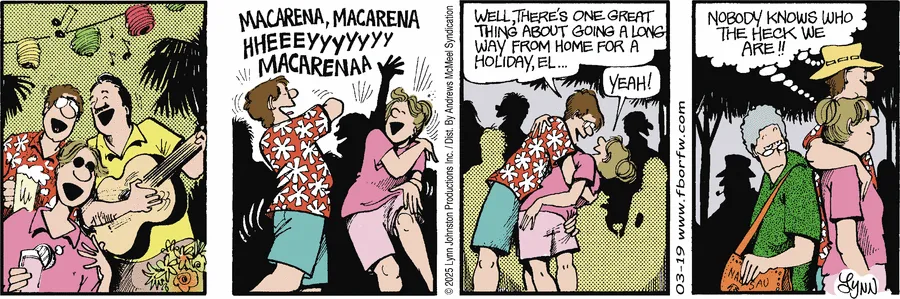 MACARENA, MACARENA
HHEEEYYYYYYY
MACARENAA
© 2025 Lynn Johnston Productions Inc. / Dist. By Andrews McMeel Syndication
WELL, THERE'S ONE GREAT
THING ABOUT GOING A LONG
WAY FROM HOME FOR A
HOLIDAY, EL...
YEAH!
03-19 www.fborfw.com
NOBODY KNOWS WHO
THE HECK WE
ARE!!
NASSAU
LYNN